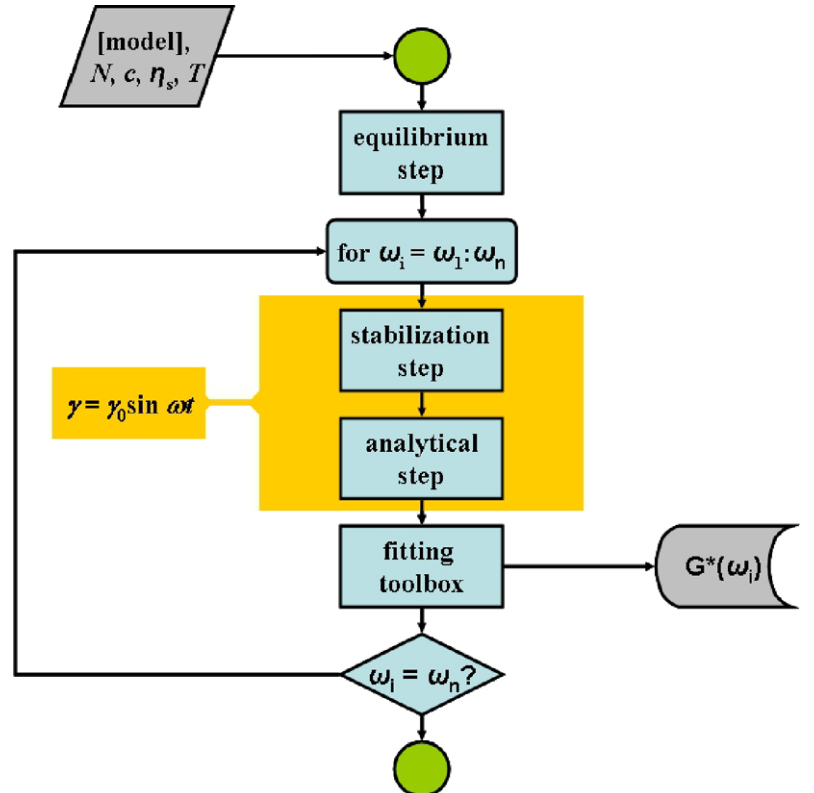 [model],
N, c, ηs, T
equilibrium
step
for ωi = ω1:ωn
stabilization
step
γ = γ0sin ωt
analytical
step
fitting
toolbox
G*(ωi)
ωi = ωn?